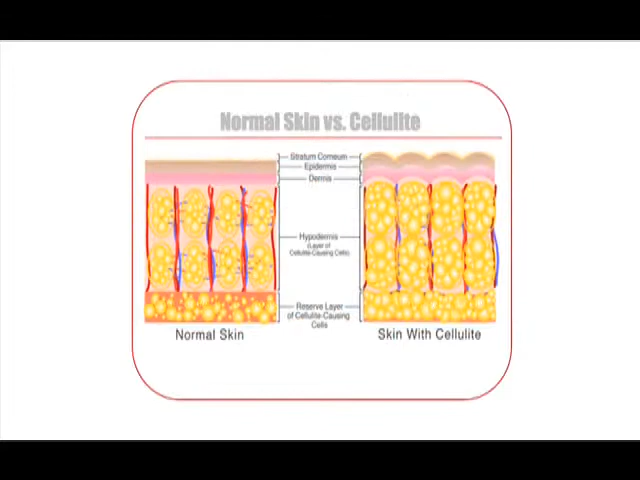 Normal Skin vs. Cellulite
Stratum Corneum
Epidermis
Dermis
Hypodermis
(Layer of
Cellulite-Causing Cells)
Reserve Layer
of Cellulite-Causing
Cells
Normal Skin
Skin With Cellulite